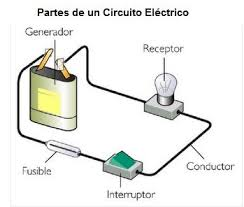 Partes de un Circuito Eléctrico
Generador
Receptor
Fusible
Conductor
Interruptor